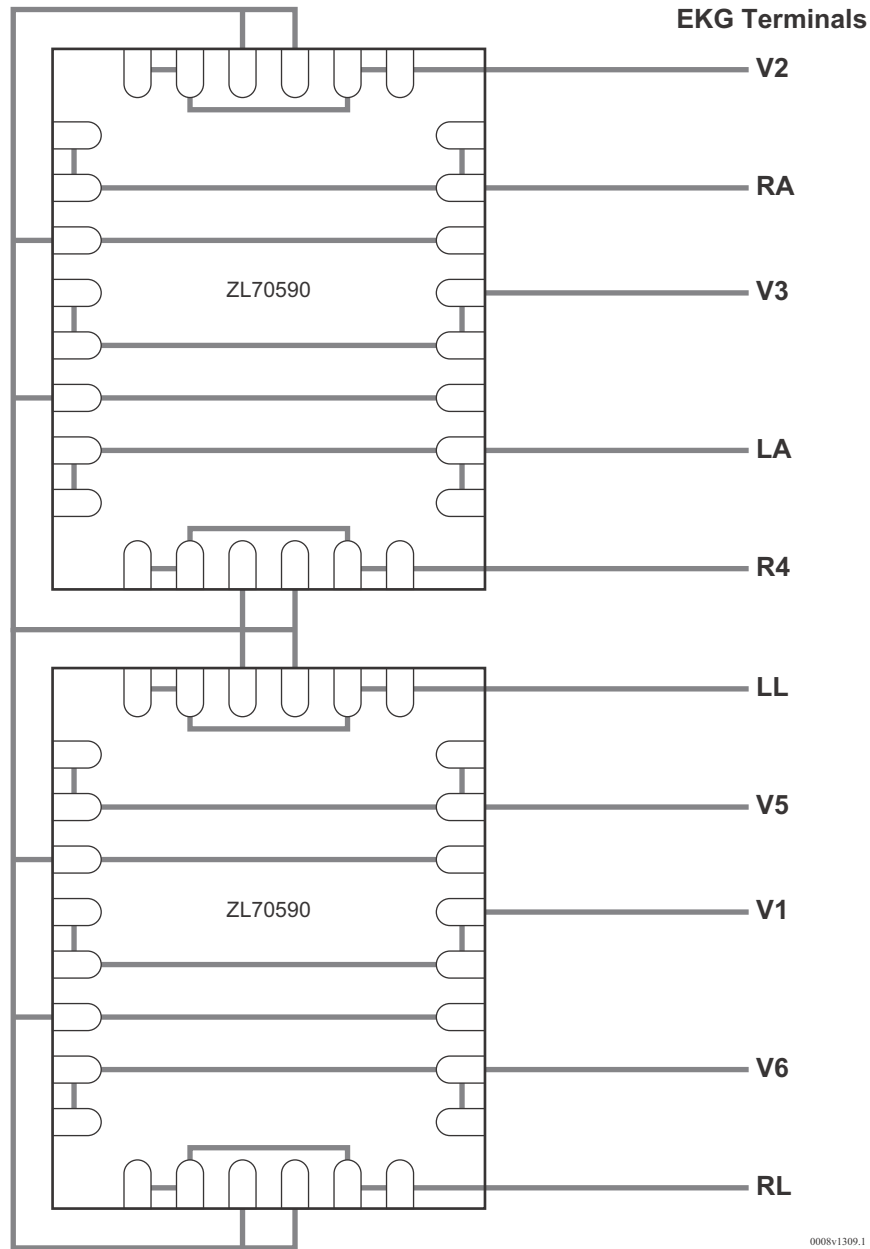 EKG Terminals
V2
RA
V3
ZL70590
LA
R4
LL
V5
V1
ZL70590
V6
RL
0008v1309.1